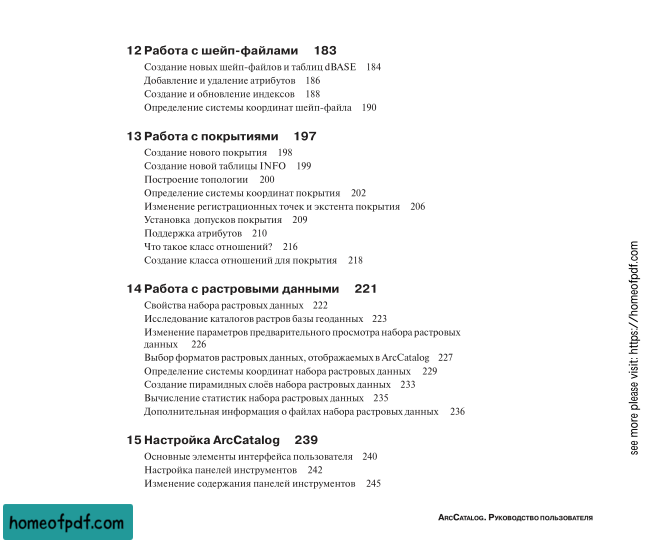 12 Работа с шейп-файлами 183
Создание новых шейп-файлов и таблиц dBASE 184
Добавление и удаление атрибутов 186
Создание и обновление индексов 188
Определение системы координат шейп-файла 190
13 Работа с покрытиями 197
Создание нового покрытия 198
Создание новой таблицы INFO 199
Построение топологии 200
Определение системы координат покрытия 202
Изменение регистрационных точек и экстента покрытия 206
Установка допусков покрытия 209
Поддержка атрибутов 210
Что такое класс отношений? 216
Создание класса отношений для покрытия 218
14 Работа с растровыми данными 221
Свойства набора растровых данных 222
Исследование каталогов растров базы геоданных 223
Изменение параметров предварительного просмотра набора растровых
данных 226
Выбор форматов растровых данных, отображаемых в ArcCatalog 227
Определение системы координат набора растровых данных 229
Создание пирамидных слоёв набора растровых данных 233
Вычисление статистик набора растровых данных 235
Дополнительная информация о файлах набора растровых данных 236
15 Настройка ArcCatalog 239
Основные элементы интерфейса пользователя 240
Настройка панелей инструментов 242
Изменение содержания панелей инструментов 245
ARCCATALOG. РУКОВОДСТВО ПОЛЬЗОВАТЕЛЯ
homeofpdf.com
see more please visit: https://homeofpdf.com